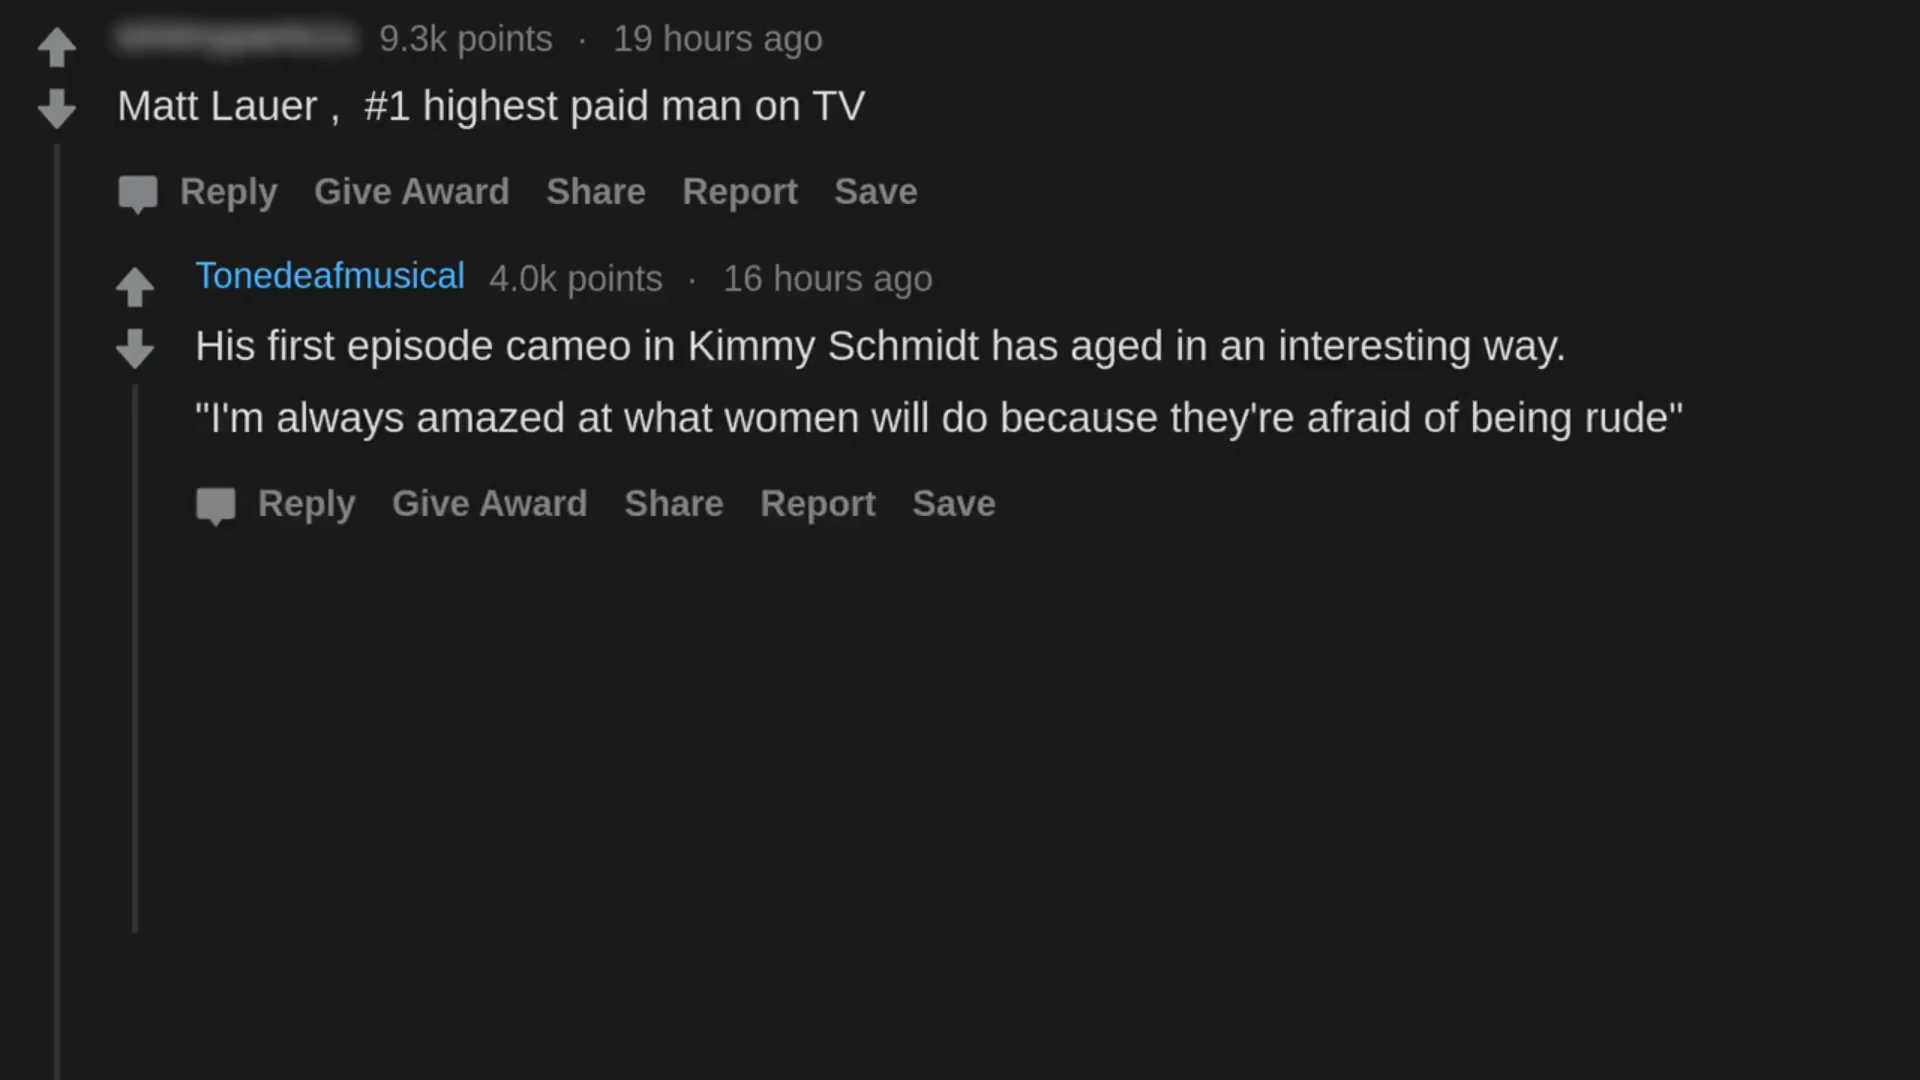 9.3k points · 19 hours ago
Matt Lauer , #1 highest paid man on TV
Reply Give Award Share Report Save
Tonedeafmusical 4.0k points · 16 hours ago
His first episode cameo in Kimmy Schmidt has aged in an interesting way.
"I'm always amazed at what women will do because they're afraid of being rude"
Reply Give Award Share Report Save